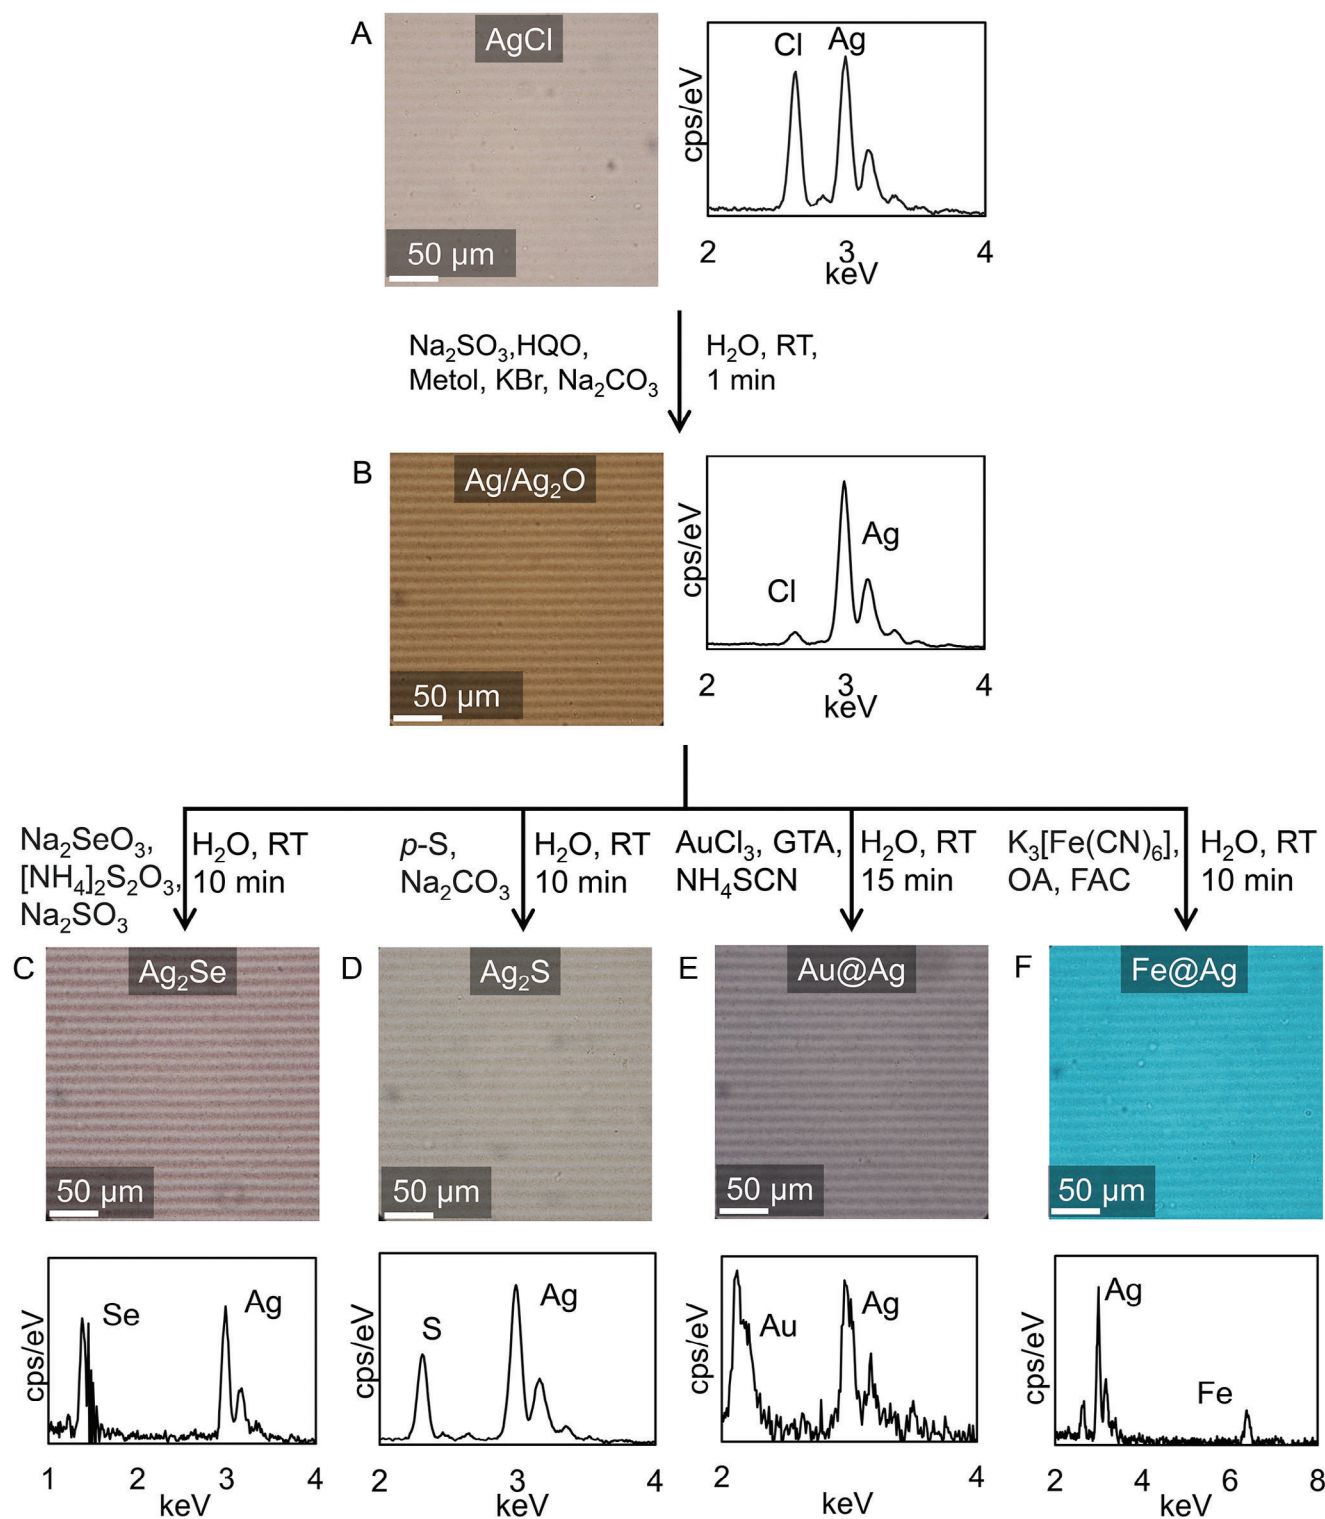 A
AgCl
50 µm
cps/eV
Cl
Ag
2
3
4
keV
Na₂SO₃,HQO,
Metol, KBr, Na₂CO₃
H₂O, RT,
1 min
B
Ag/Ag₂O
50 µm
cps/eV
Cl
Ag
2
3
4
keV
Na₂SeO₃,
[NH₄]₂S₂O₃,
Na₂SO₃
H₂O, RT
10 min
p-S,
Na₂CO₃
H₂O, RT
10 min
AuCl₃, GTA,
NH₄SCN
H₂O, RT
15 min
K₃[Fe(CN)₆],
OA, FAC
H₂O, RT
10 min
C
Ag₂Se
50 µm
D
Ag₂S
50 µm
E
Au@Ag
50 µm
F
Fe@Ag
50 µm
cps/eV
Se
Ag
1
2
3
4
keV
cps/eV
S
Ag
2
3
4
keV
cps/eV
Au
Ag
2
3
4
keV
cps/eV
Ag
Fe
2
4
6
8
keV